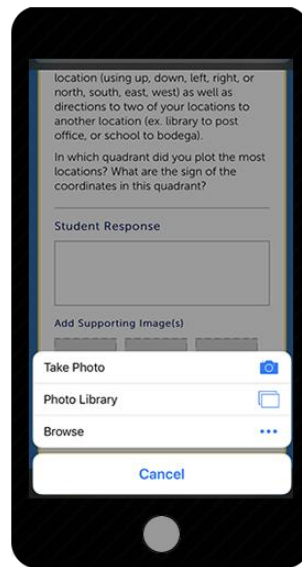 location (using up, down, left, right, or
north, south, east, west) as well as
directions to two of your locations to
another location (ex. library to post
office, or school to bodega).
In which quadrant did you plot the most
locations? What are the sign of the
coordinates in this quadrant?
Student Response
Add Supporting Image(s)
Take Photo
Photo Library
Browse
Cancel